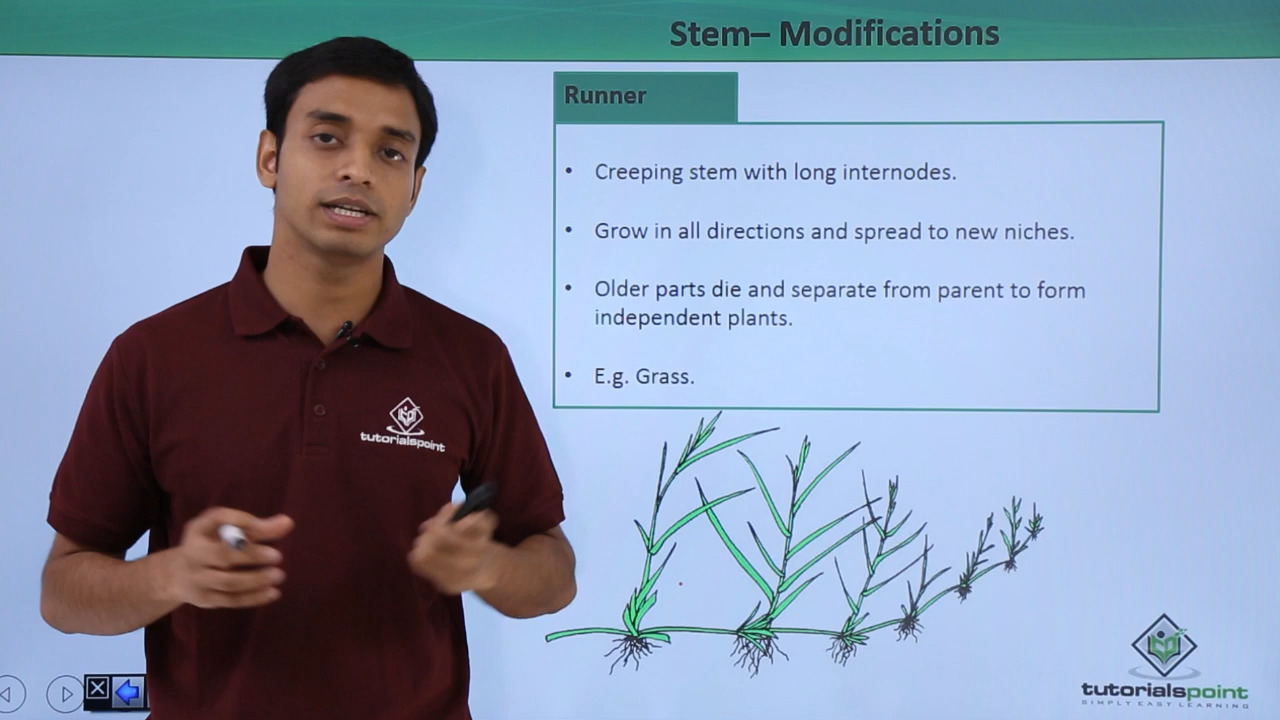 Stem– Modifications
Runner
• Creeping stem with long internodes.
• Grow in all directions and spread to new niches.
• Older parts die and separate from parent to form
independent plants.
• E.g. Grass.
tutorialspoint
tutorialspoint
SIMPLY EASY LEARNING